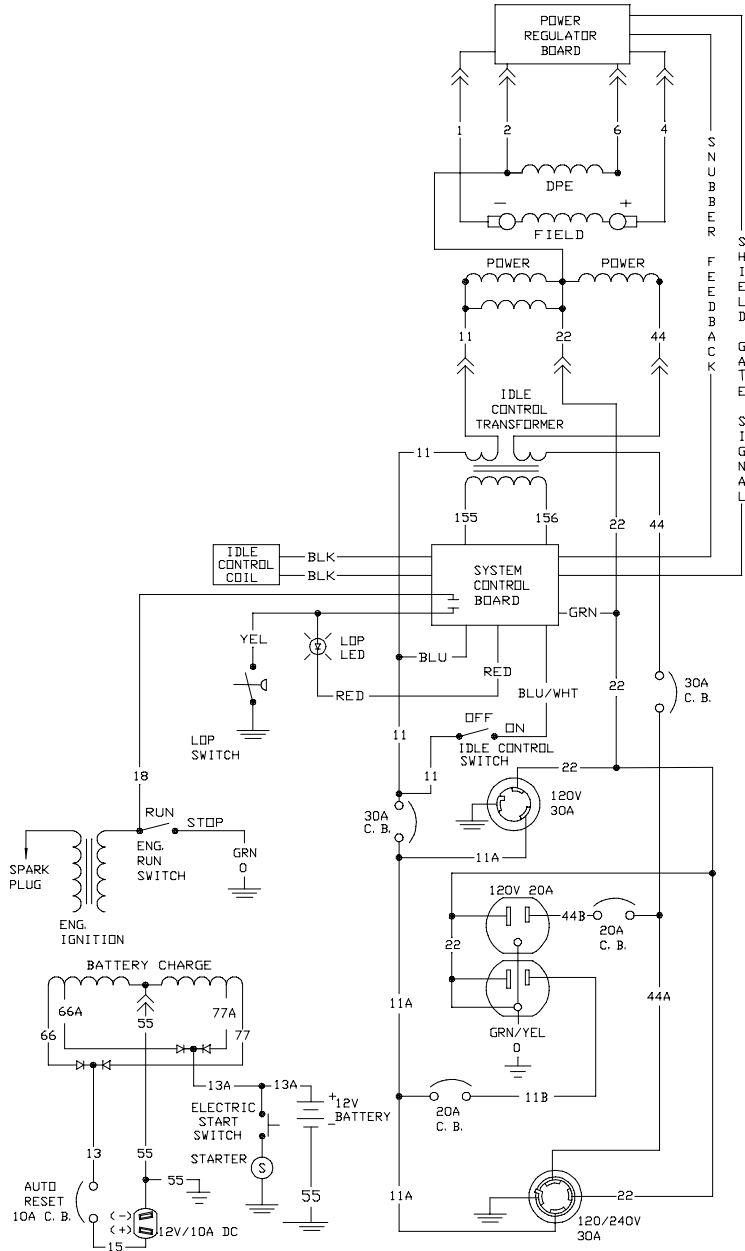 POWER
REGULATOR
BOARD
1
2
6
4
SNUBBER FEEDBACK
SHIELD GATE SIGNAL
DPE
−
+
FIELD
POWER
POWER
11
22
44
IDLE
CONTROL
TRANSFORMER
11
155
156
22
44
IDLE
CONTROL
COIL
BLK
BLK
SYSTEM
CONTROL
BOARD
GRN
YEL
LOP
LED
BLU
RED
RED
BLU/WHT
22
30A
C. B.
LOP
SWITCH
OFF
ON
IDLE CONTROL
SWITCH
11
11
22
18
120V
30A
30A
C. B.
RUN
STOP
ENG.
RUN
SWITCH
GRN
0
SPARK
PLUG
ENG.
IGNITION
11A
120V 20A
44B
20A
C. B.
22
BATTERY CHARGE
66A
77A
66
55
77
11A
44A
GRN/YEL
0
13A
13A
+
12V
BATTERY
-
ELECTRIC
START
SWITCH
20A
C. B.
11B
13
55
STARTER
S
55
55
AUTO
RESET
10A C. B.
(-)
(+)
12V/10A DC
15
11A
22
120/240V
30A